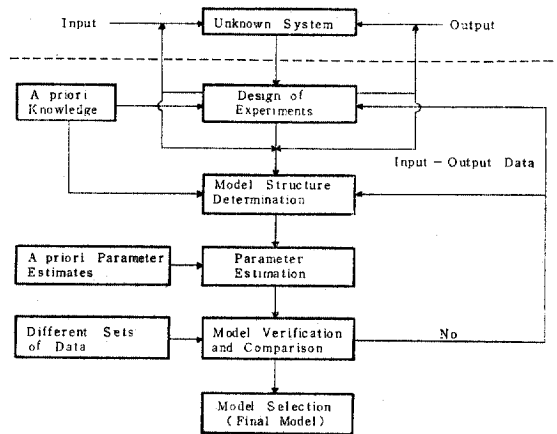 Input
Unknown System
Output
A priori
Knowledge
Design of
Experiments
Input - Output Data
Model Structure
Determination
A priori Parameter
Estimates
Parameter
Estimation
Different Sets
of Data
Model Verification
and Comparison
No
Model Selection
(Final Model)